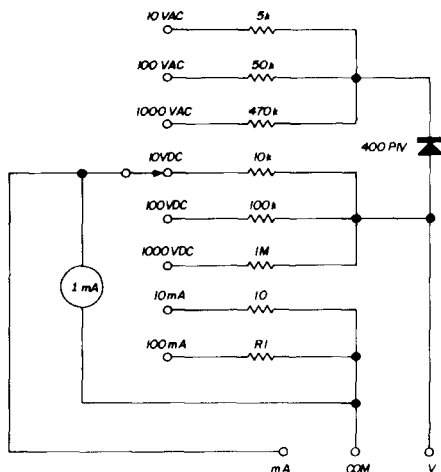 10 VAC 5k
100 VAC 50k
1000 VAC 470k
400 PIV
10VDC 10k
100VDC 100k
1000VDC 1M
1 mA
10mA 10
100mA R1
mA COM V